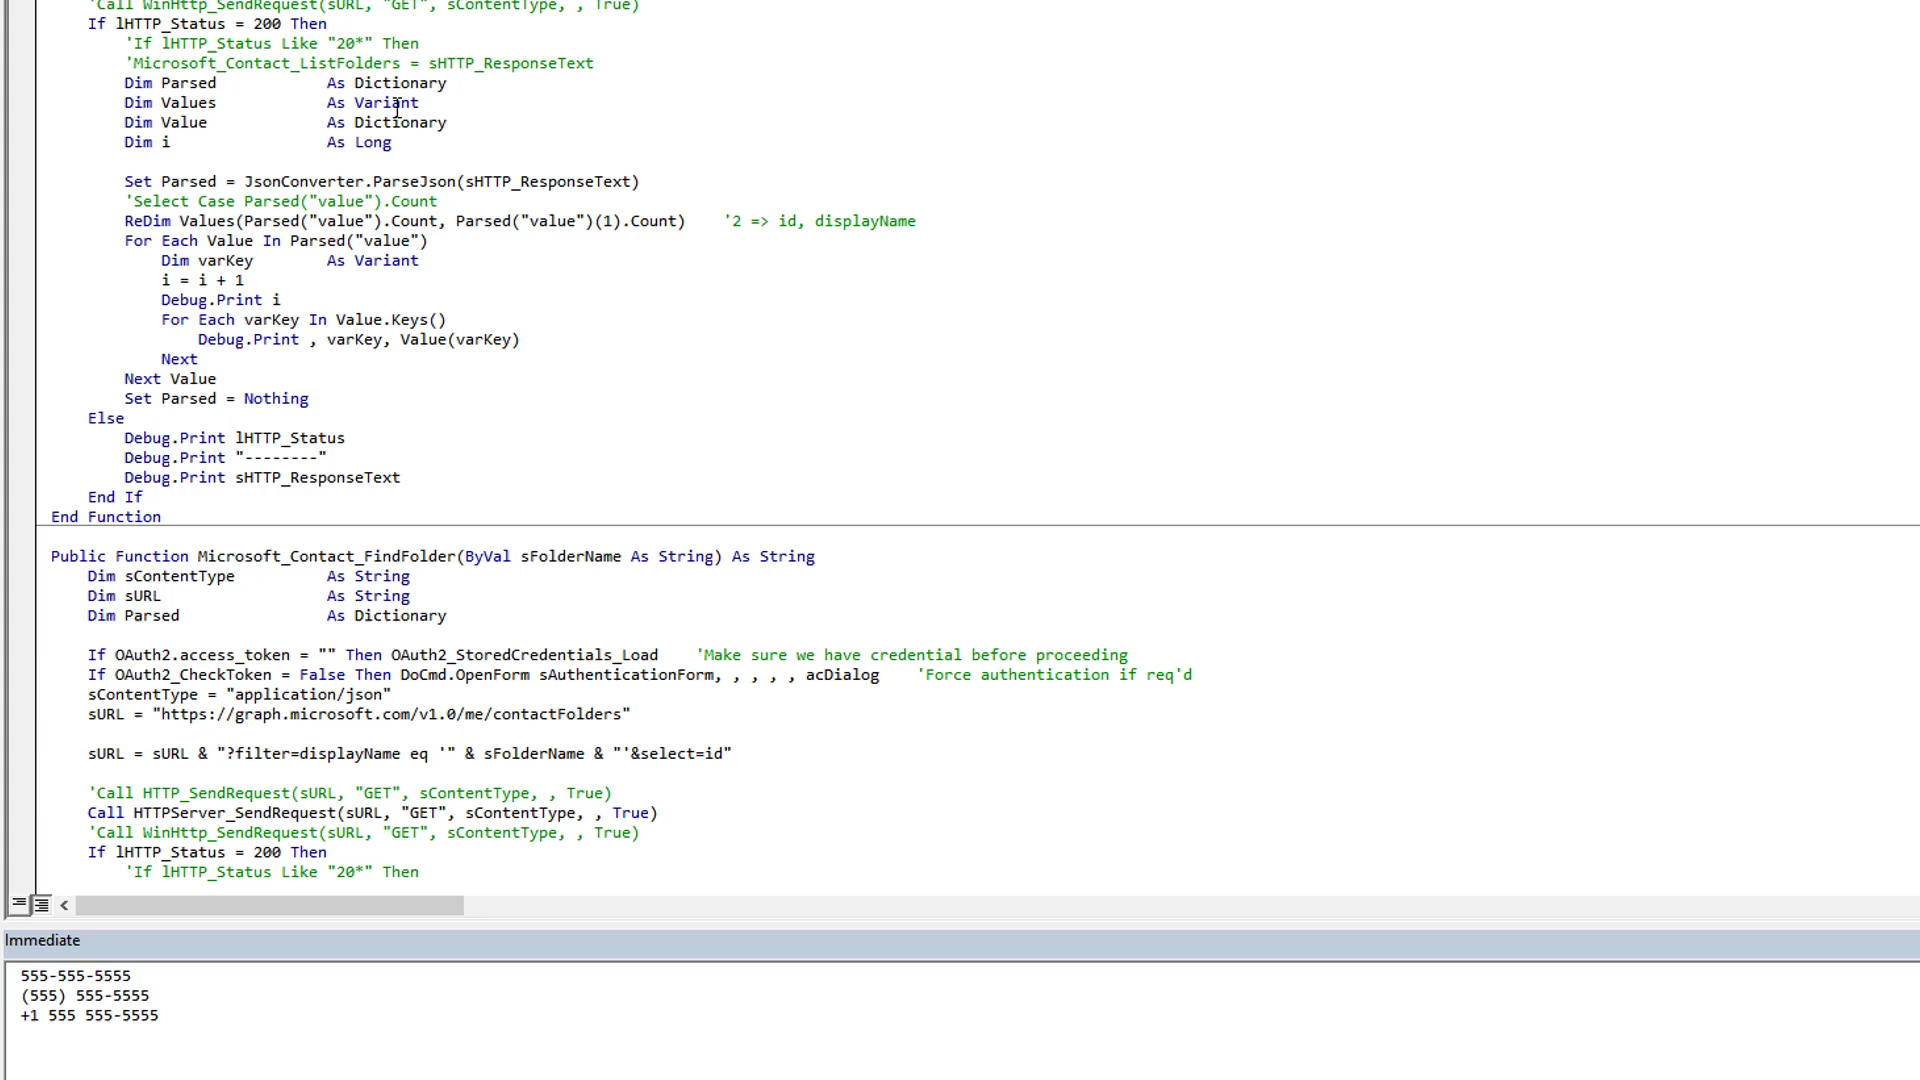 'Call WinHttp_SendRequest(sURL, "GET", sContentType, , True)
If lHTTP_Status = 200 Then
'If lHTTP_Status Like "20*" Then
'Microsoft_Contact_ListFolders = sHTTP_ResponseText
Dim Parsed As Dictionary
Dim Values As Variant
Dim Value As Dictionary
Dim i As Long
Set Parsed = JsonConverter.ParseJson(sHTTP_ResponseText)
'Select Case Parsed("value").Count
ReDim Values(Parsed("value").Count, Parsed("value")(1).Count) '2 => id, displayName
For Each Value In Parsed("value")
Dim varKey As Variant
i = i + 1
Debug.Print i
For Each varKey In Value.Keys()
Debug.Print , varKey, Value(varKey)
Next
Next Value
Set Parsed = Nothing
Else
Debug.Print lHTTP_Status
Debug.Print "--------"
Debug.Print sHTTP_ResponseText
End If
End Function
Public Function Microsoft_Contact_FindFolder(ByVal sFolderName As String) As String
Dim sContentType As String
Dim sURL As String
Dim Parsed As Dictionary
If OAuth2.access_token = "" Then OAuth2_StoredCredentials_Load 'Make sure we have credential before proceeding
If OAuth2_CheckToken = False Then DoCmd.OpenForm sAuthenticationForm, , , , , acDialog 'Force authentication if req'd
sContentType = "application/json"
sURL = "https://graph.microsoft.com/v1.0/me/contactFolders"
sURL = sURL & "?filter=displayName eq '" & sFolderName & "'&select=id"
'Call HTTP_SendRequest(sURL, "GET", sContentType, , True)
Call HTTPServer_SendRequest(sURL, "GET", sContentType, , True)
'Call WinHttp_SendRequest(sURL, "GET", sContentType, , True)
If lHTTP_Status = 200 Then
'If lHTTP_Status Like "20*" Then
Immediate
555-555-5555
(555) 555-5555
+1 555 555-5555